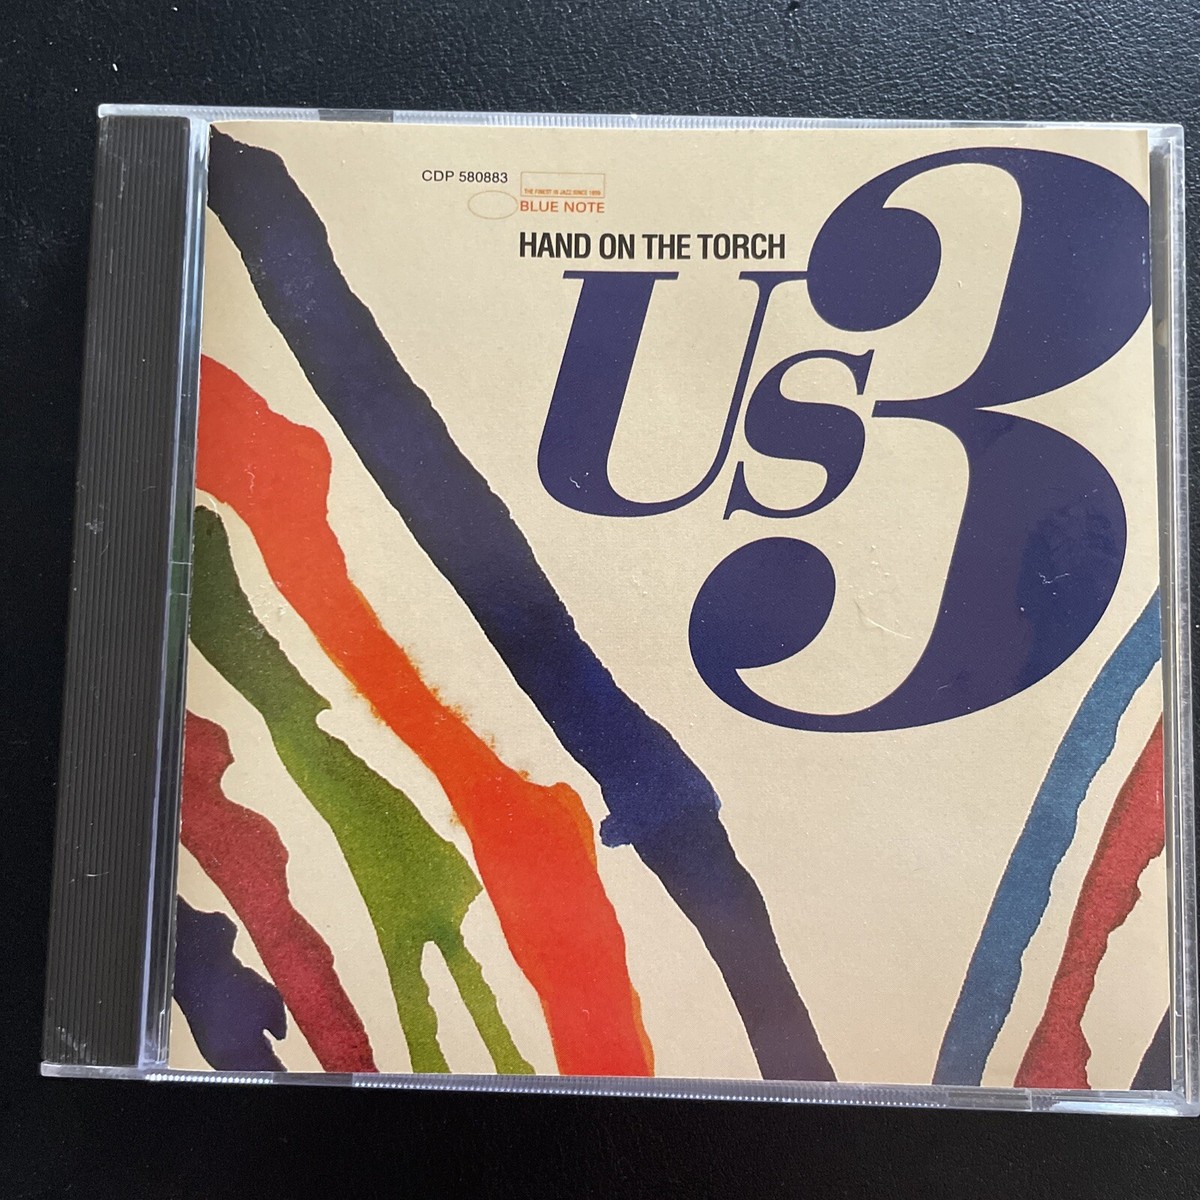 CDP 580883
THE FINEST IN JAZZ SINCE 1939
BLUE NOTE
HAND ON THE TORCH
Us3